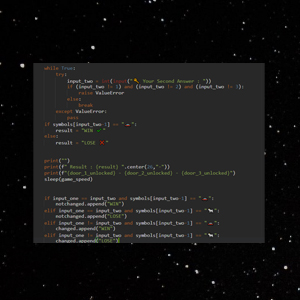 while True:
try:
input_two = int(input("🔨 Your Second Answer : "))
if (input_two != 1) and (input_two != 2) and (input_two != 3):
raise ValueError
else:
break
except ValueError:
pass
if symbols[input_two-1] == "🚗":
result = "WIN ✅"
else:
result = "LOSE ❌"
print("")
print(f" Result : {result} ".center(
print(f"{door_1_unlocked} - {door_2_unlocked} - {door_3_unlocked}")
sleep(game_speed)
if input_one == input_two and symbols[input_two-1] == "🚗":
notchanged.append("WIN")
elif input_one == input_two and symbols[input_two-1] == "🐐":
notchanged.append("LOSE")
elif input_one != input_two and symbols[input_two-1] == "🚗":
changed.append("WIN")
elif input_one != input_two and symbols[input_two-1] == "🐐":
changed.append("LOSE")